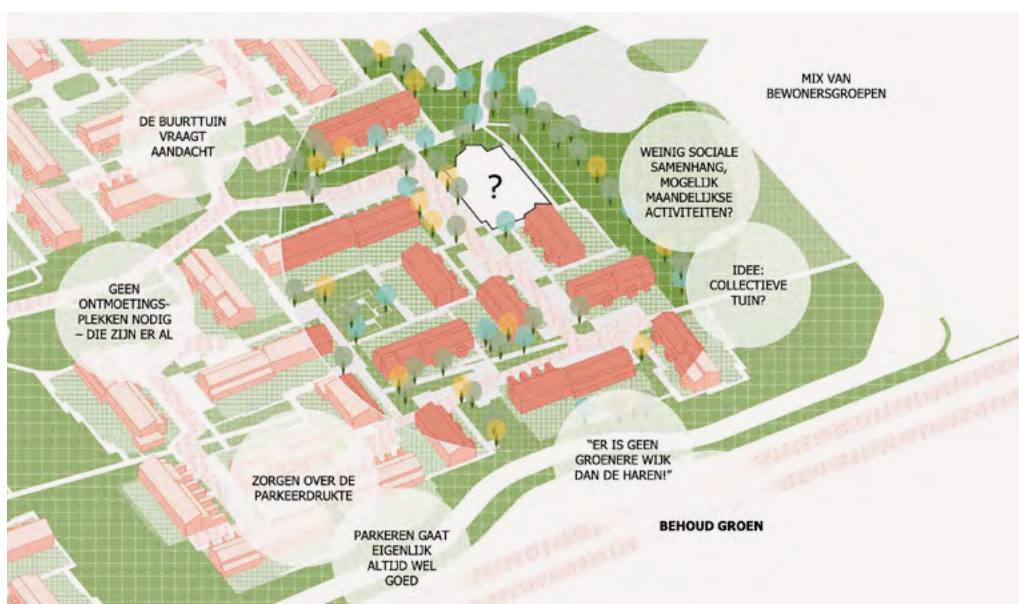 MIX VAN
BEWONERSGROEPEN
DE BUURTTUIN
VRAAGT
AANDACHT
WEINIG SOCIALE
SAMENHANG,
MOGELIJK
MAANDELIJKSE
ACTIVITEITEN?
?
GEEN
ONTMOETINGS-
PLEKKEN NODIG
– DIE ZIJN ER AL
IDEE:
COLLECTIEVE
TUIN?
"ER IS GEEN
GROENERE WIJK
DAN DE HAREN!"
ZORGEN OVER DE
PARKEERDRUKTE
BEHOUD GROEN
PARKEREN GAAT
EIGENLIJK
ALTIJD WEL
GOED